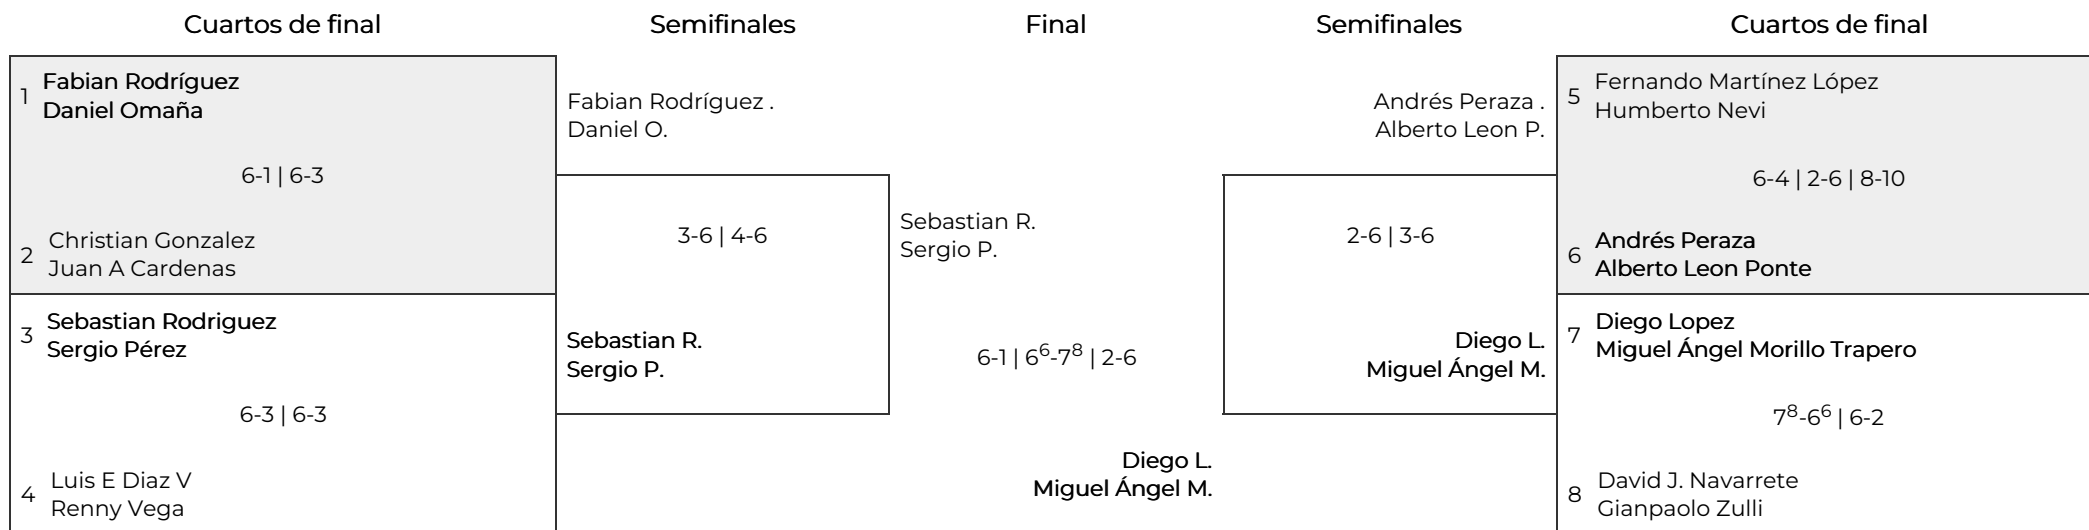 Cuartos de final
Semifinales
Final
Semifinales
Cuartos de final
1
Fabian Rodríguez
Daniel Omaña
6-1 | 6-3
2
Christian Gonzalez
Juan A Cardenas
3
Sebastian Rodriguez
Sergio Pérez
6-3 | 6-3
4
Luis E Diaz V
Renny Vega
Fabian Rodríguez .
Daniel O.
3-6 | 4-6
Sebastian R.
Sergio P.
Sebastian R.
Sergio P.
6-1 | 6⁶-7⁸ | 2-6
Diego L.
Miguel Ángel M.
Andrés Peraza .
Alberto Leon P.
2-6 | 3-6
Diego L.
Miguel Ángel M.
5
Fernando Martínez López
Humberto Nevi
6-4 | 2-6 | 8-10
6
Andrés Peraza
Alberto Leon Ponte
7
Diego Lopez
Miguel Ángel Morillo Trapero
7⁸-6⁶ | 6-2
8
David J. Navarrete
Gianpaolo Zulli